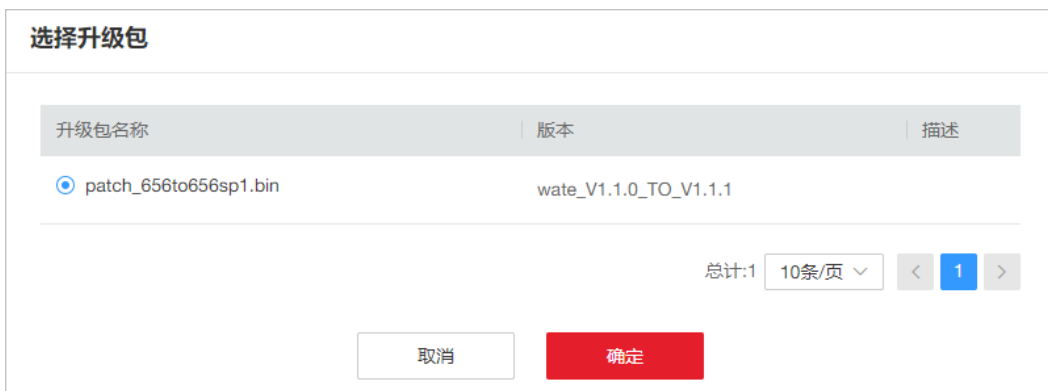 选择升级包
升级包名称 版本 描述
patch_656to656sp1.bin wate_V1.1.0_TO_V1.1.1
总计:1 10条/页 < 1 >
取消 确定